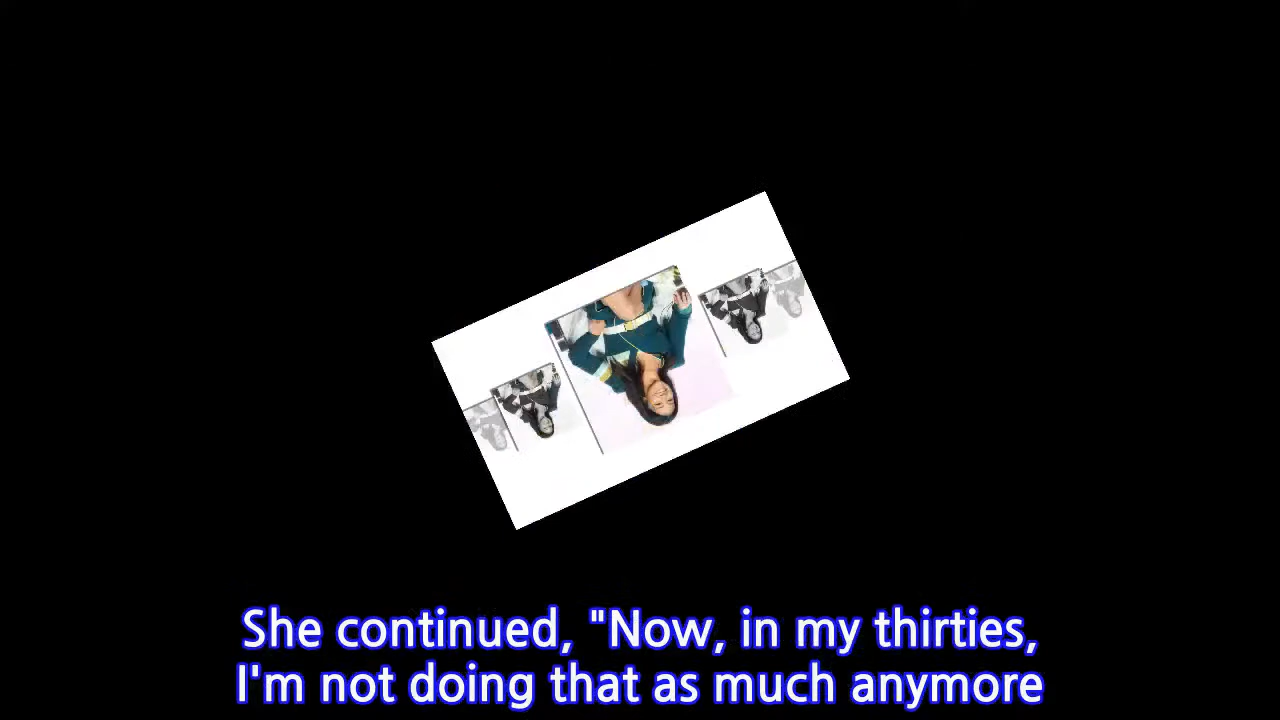 She continued, "Now, in my thirties,
I'm not doing that as much anymore